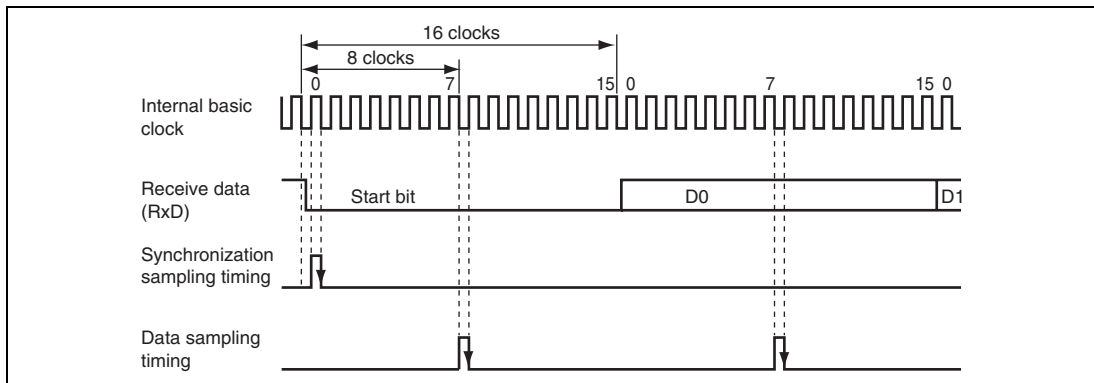 16 clocks
8 clocks
0 7 15 0 7 15 0
Internal basic
clock
Receive data
(RxD)
Start bit
D0
D1
Synchronization
sampling timing
Data sampling
timing